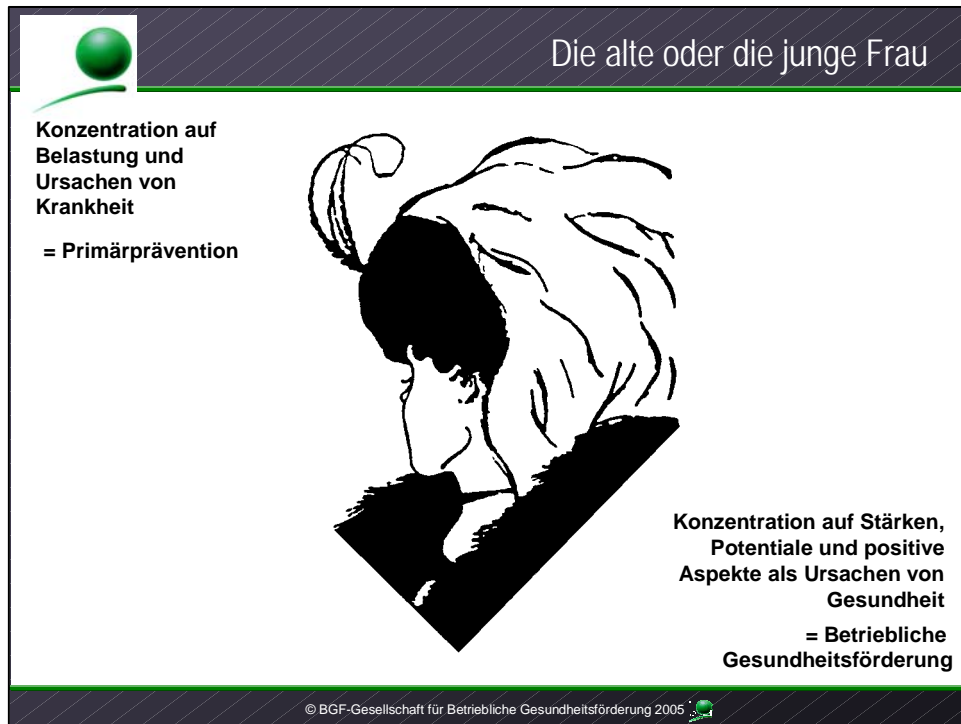 Die alte oder die junge Frau
Konzentration auf
Belastung und
Ursachen von
Krankheit
= Primärprävention
Konzentration auf Stärken,
Potentiale und positive
Aspekte als Ursachen von
Gesundheit
= Betriebliche
Gesundheitsförderung
© BGF-Gesellschaft für Betriebliche Gesundheitsförderung 2005